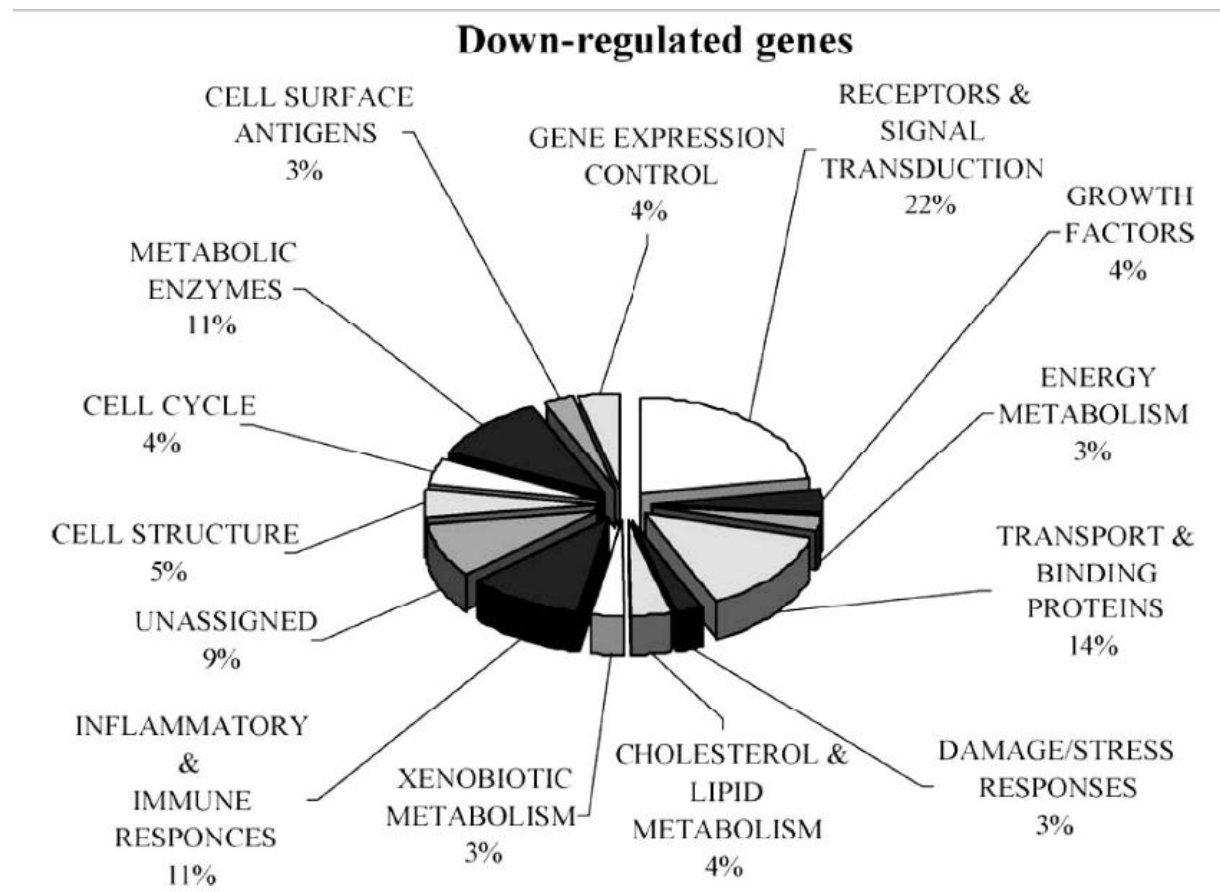 Down-regulated genes
CELL SURFACE
ANTIGENS
3%
GENE EXPRESSION
CONTROL
4%
RECEPTORS &
SIGNAL
TRANSDUCTION
22%
GROWTH
FACTORS
4%
METABOLIC
ENZYMES
11%
ENERGY
METABOLISM
3%
CELL CYCLE
4%
CELL STRUCTURE
5%
TRANSPORT &
BINDING
PROTEINS
14%
UNASSIGNED
9%
INFLAMMATORY
&
IMMUNE
RESPONCES
11%
XENOBIOTIC
METABOLISM
3%
CHOLESTEROL &
LIPID
METABOLISM
4%
DAMAGE/STRESS
RESPONSES
3%